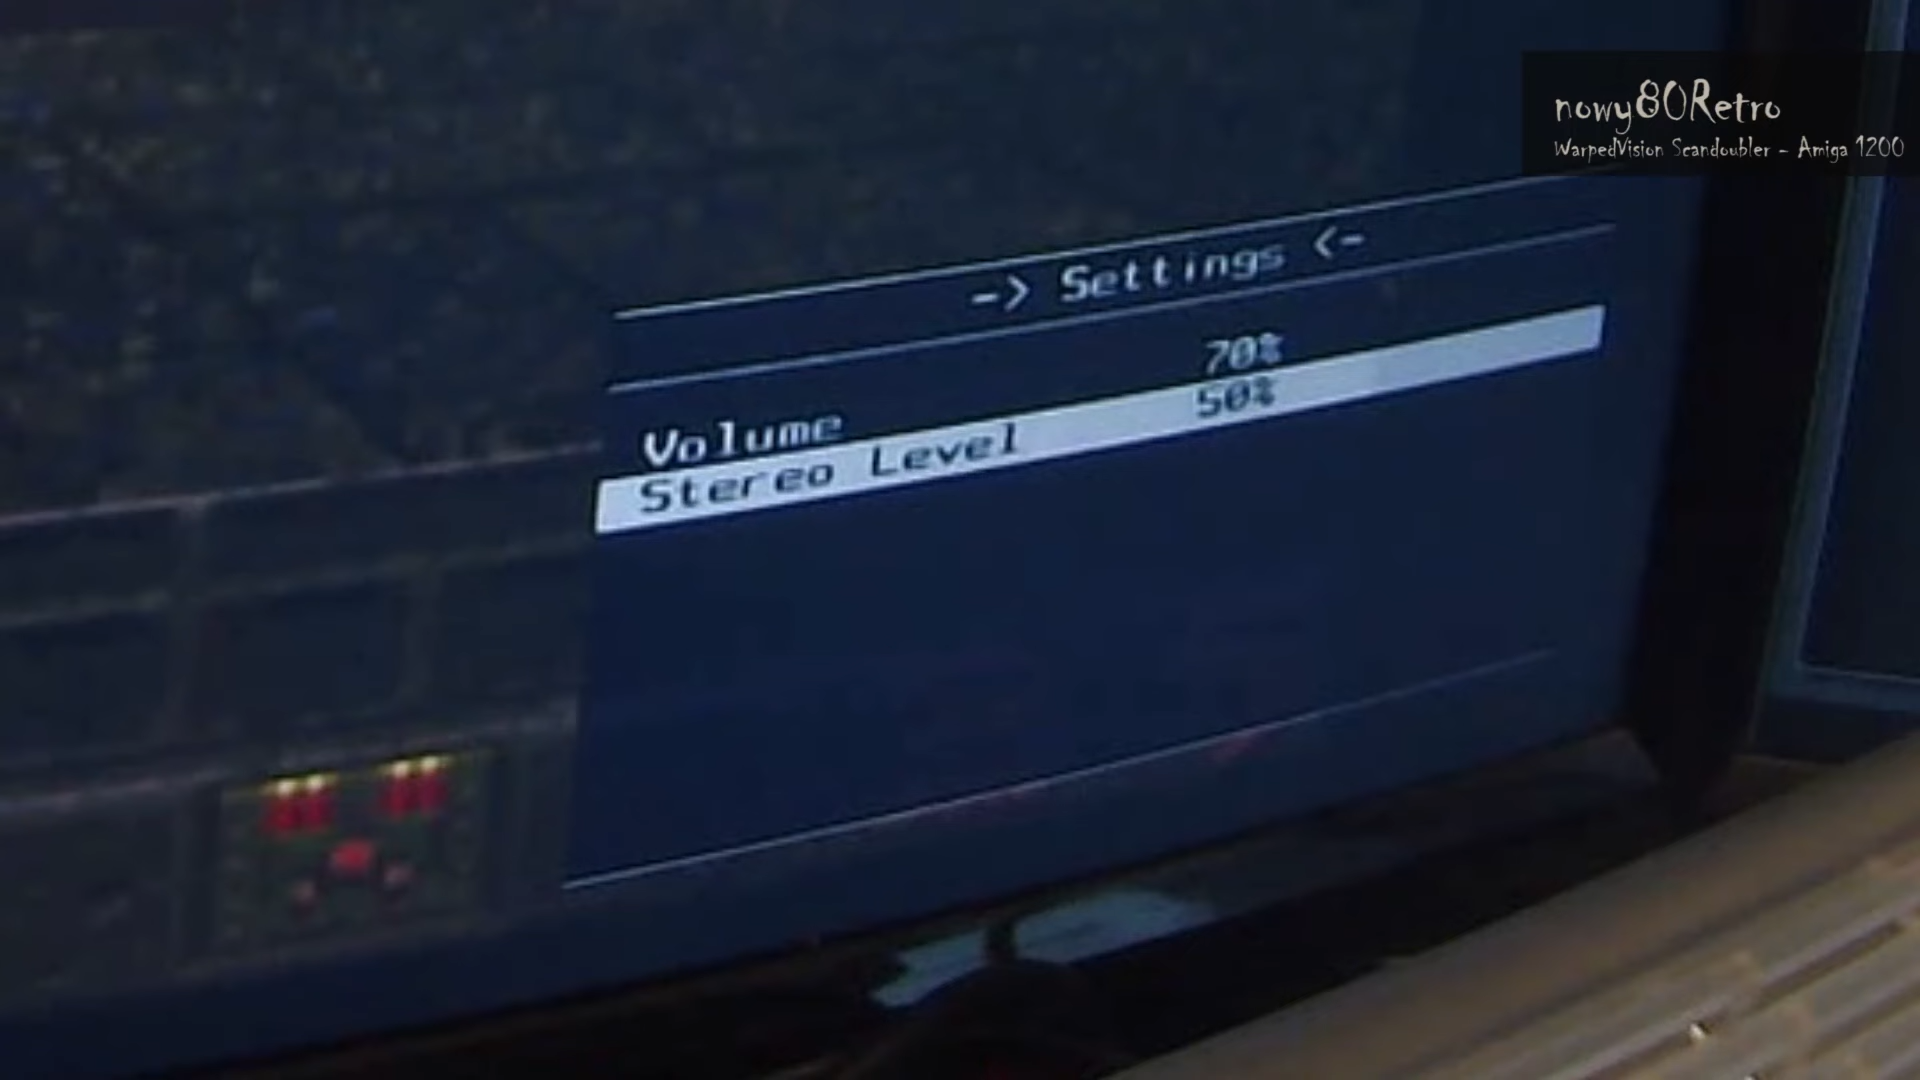 nowy80Retro
WarpedVision Scandoubler - Amiga 1200
-> Settings <-
Volume 70%
Stereo Level 50%